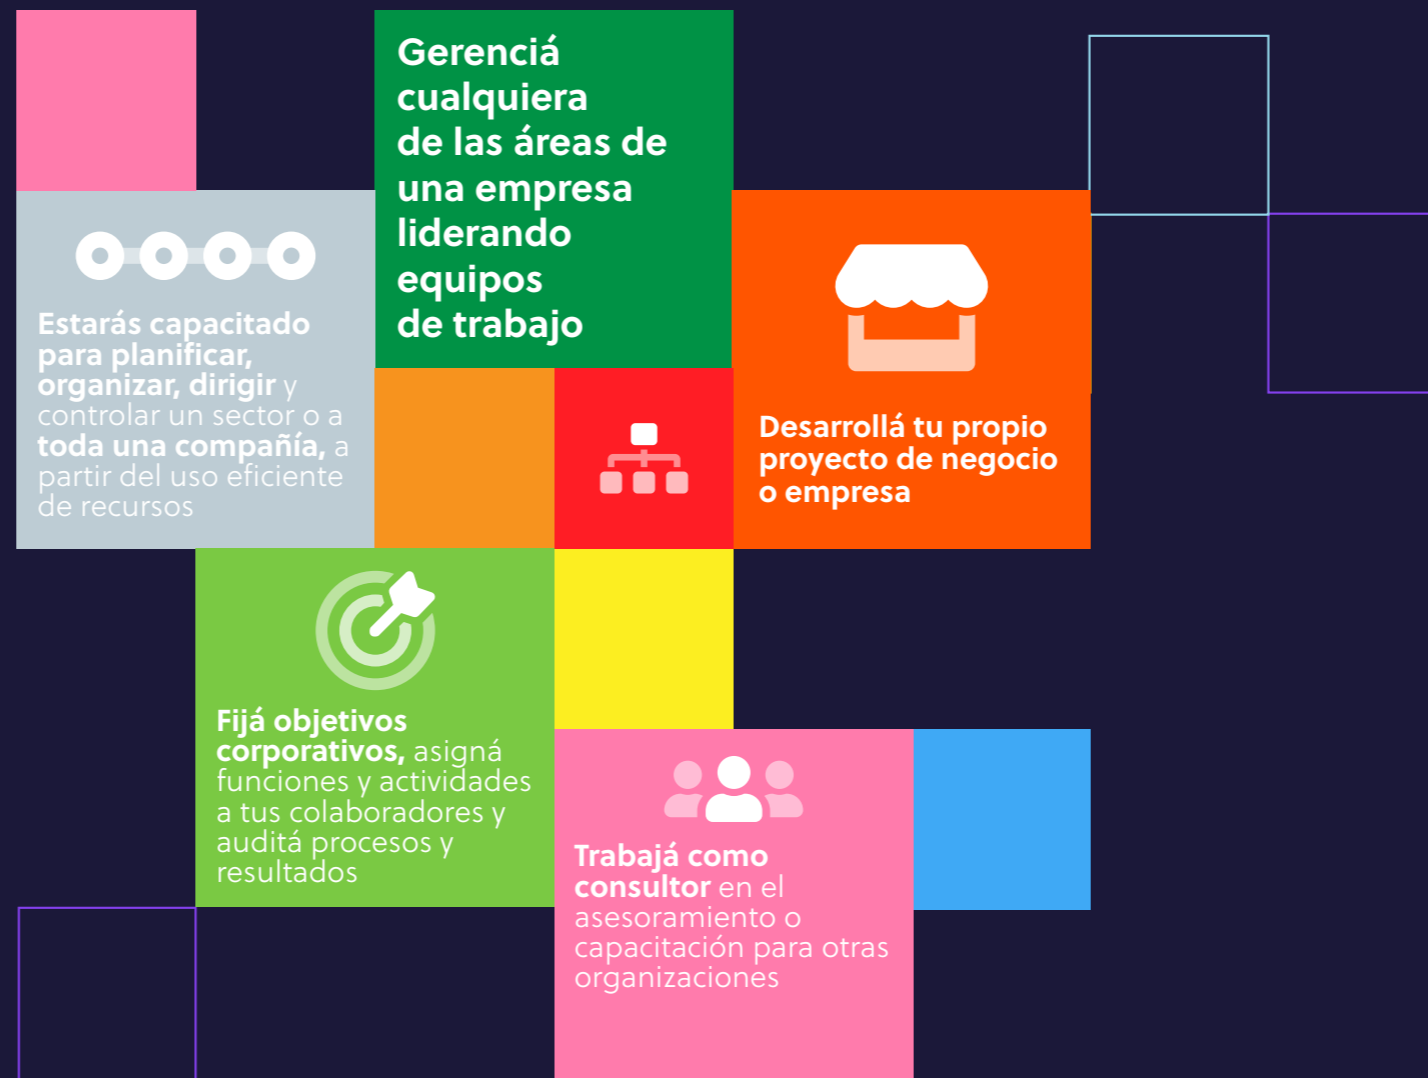 Gerenciá
cualquiera
de las áreas de
una empresa
liderando
equipos
de trabajo
Estarás capacitado
para planificar,
organizar, dirigir y
controlar un sector o a
toda una compañía, a
partir del uso eficiente
de recursos
Desarrollá tu propio
proyecto de negocio
o empresa
Fijá objetivos
corporativos, asigná
funciones y actividades
a tus colaboradores y
auditá procesos y
resultados
Trabajá como
consultor en el
asesoramiento o
capacitación para otras
organizaciones